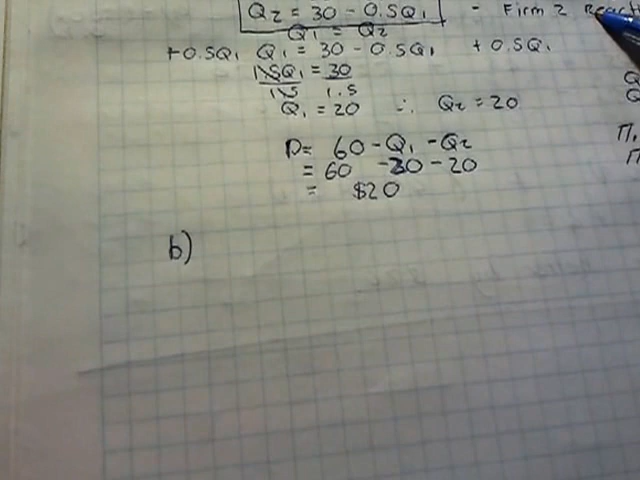 Q2 = 30 - 0.5Q1 - Firm 2 React
Q1 = Q2
+0.5Q1 Q1 = 30 - 0.5Q1 + 0.5Q1
1.5Q1 = 30
1.5 1.5
Q1 = 20 ∴ Q2 = 20
P = 60 - Q1 - Q2
= 60 - 20 - 20
= $20
b)